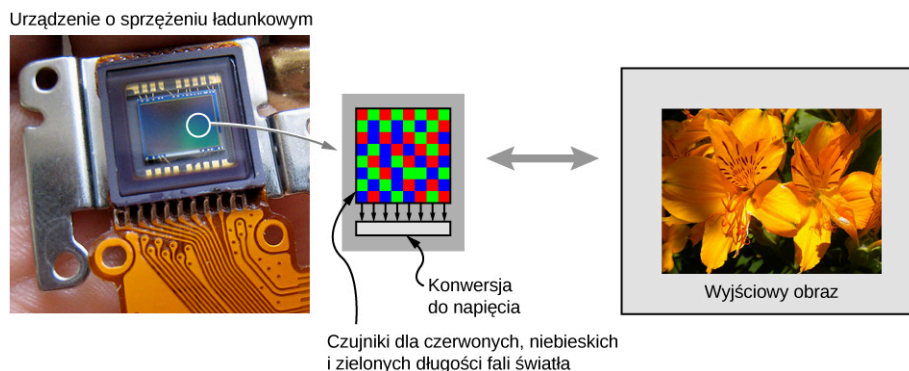 Urządzenie o sprzężeniu ładunkowym
Konwersja
do napięcia
Czujniki dla czerwonych, niebieskich
i zielonych długości fali światła
Wyjściowy obraz